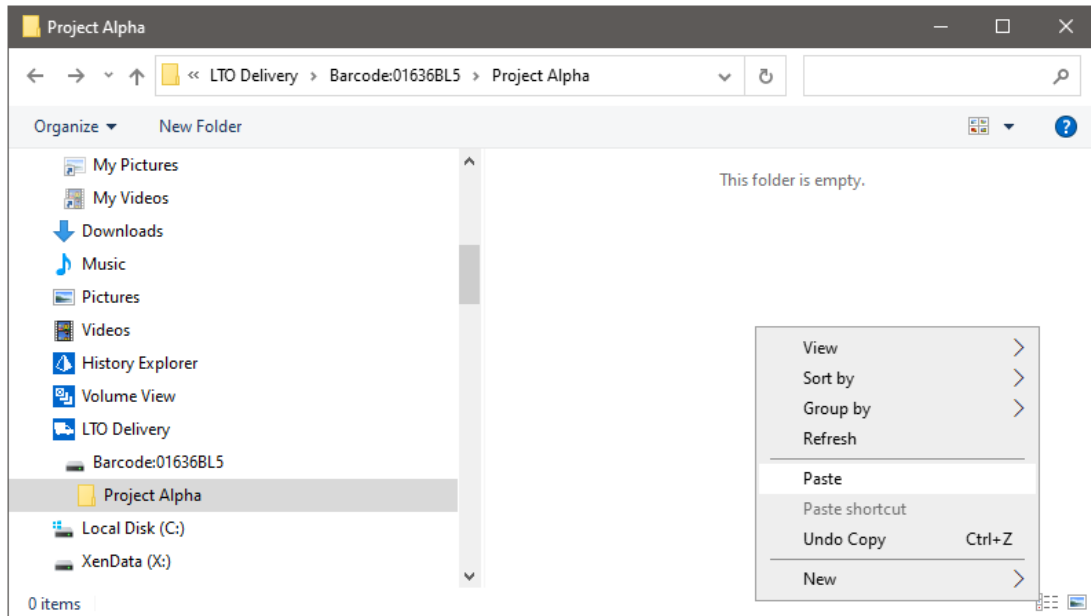 Project Alpha
« LTO Delivery > Barcode:01636BL5 > Project Alpha
Organize New Folder
?
My Pictures
My Videos
Downloads
Music
Pictures
Videos
History Explorer
Volume View
LTO Delivery
Barcode:01636BL5
Project Alpha
Local Disk (C:)
XenData (X:)
This folder is empty.
View
Sort by
Group by
Refresh
Paste
Paste shortcut
Undo Copy Ctrl+Z
New
0 items